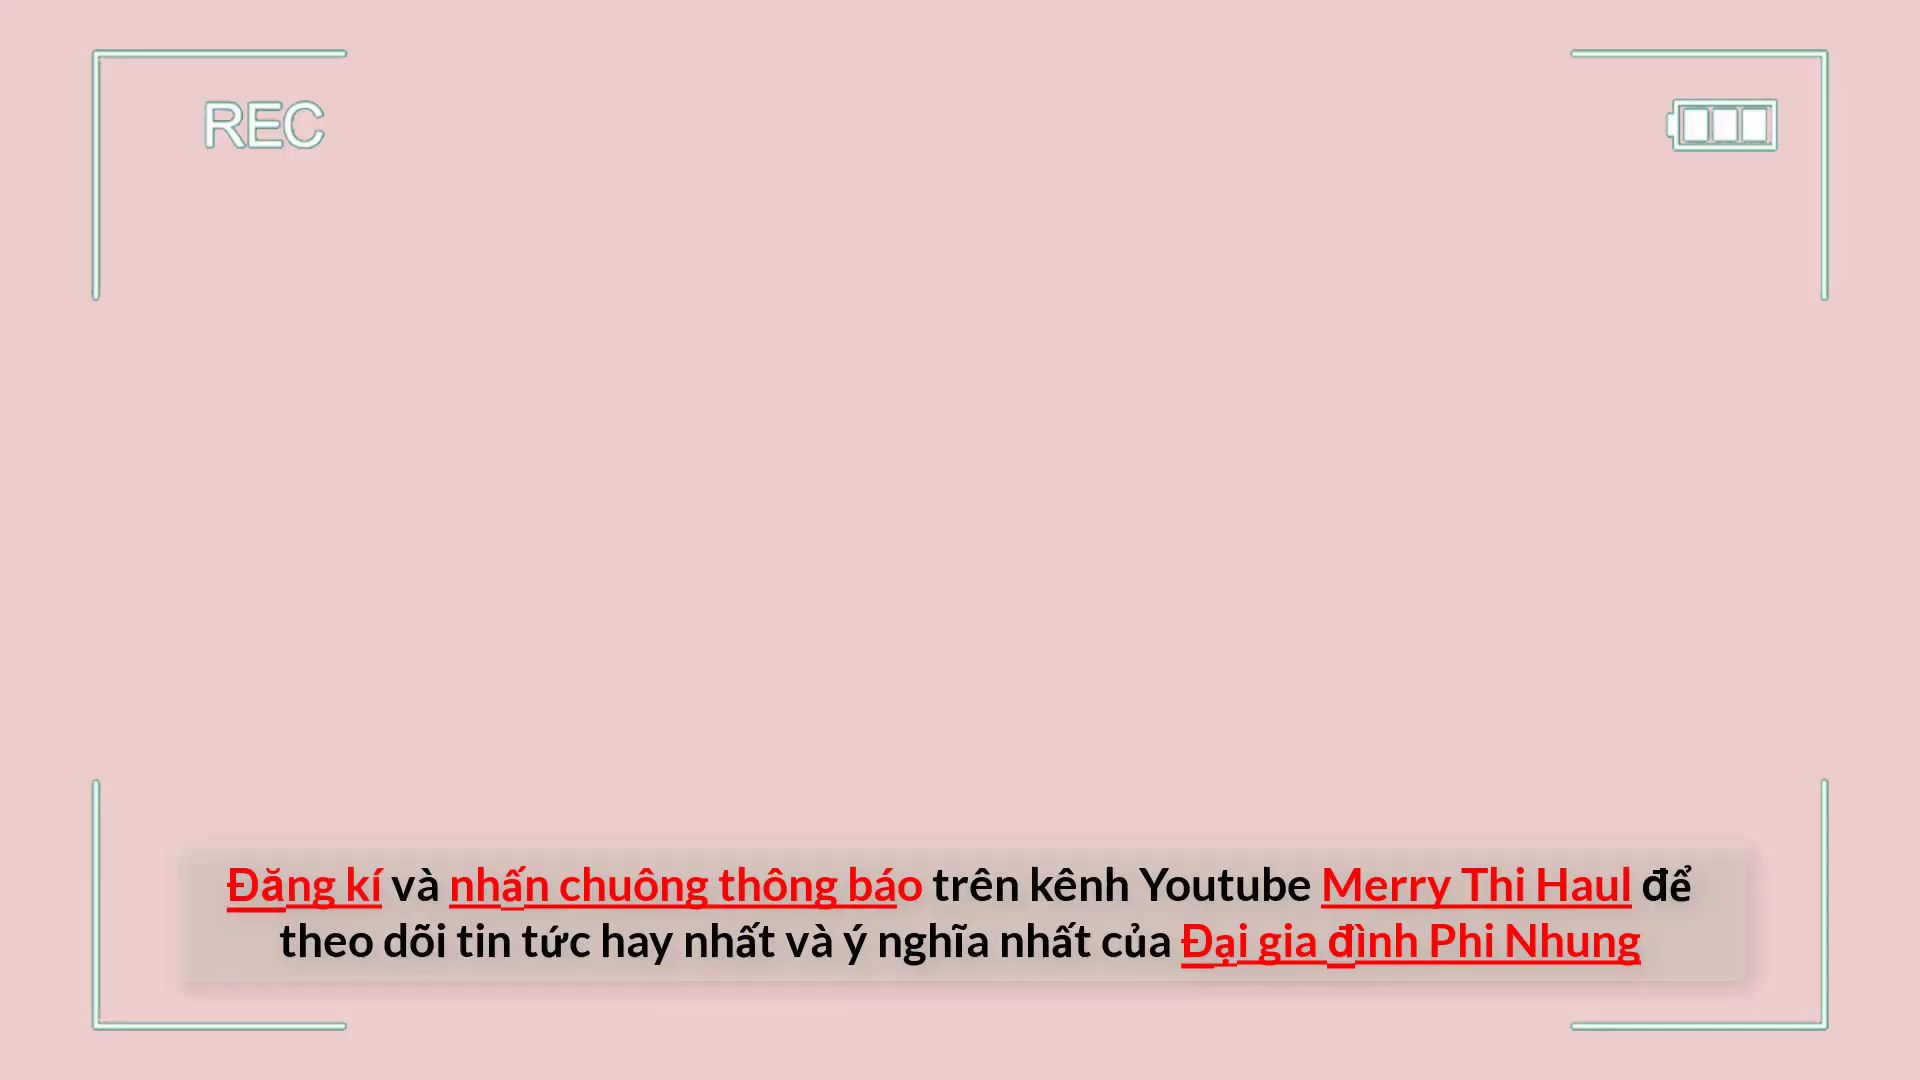 REC
Đăng kí và nhấn chuông thông báo trên kênh Youtube Merry Thi Haul để
theo dõi tin tức hay nhất và ý nghĩa nhất của Đại gia đình Phi Nhung